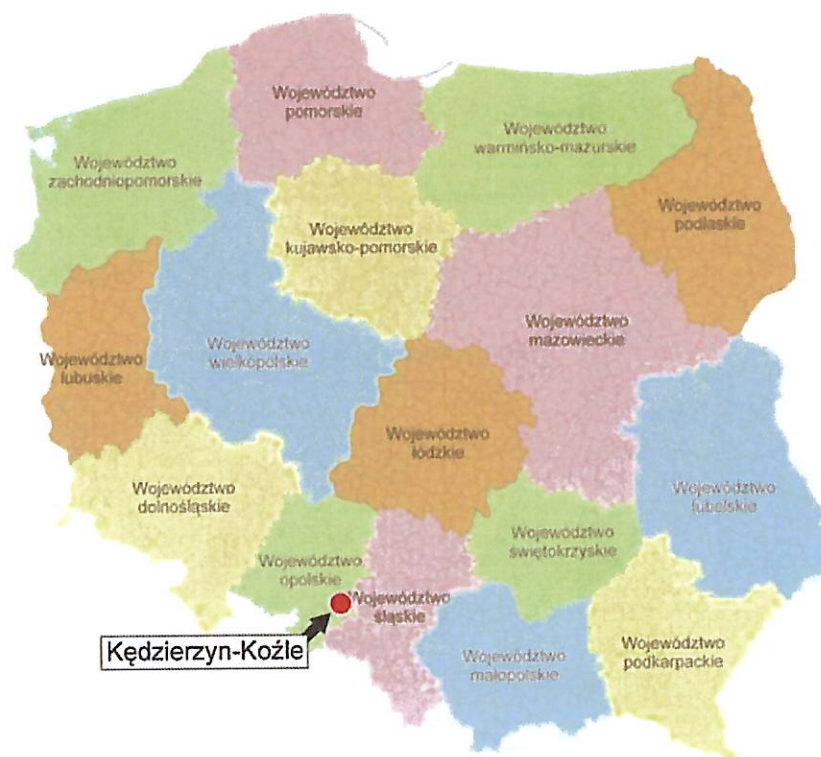 Województwo
pomorskie
Województwo
warmińsko-mazurskie
Województwo
zachodniopomorskie
Województwo
podlaskie
Województwo
kujawsko-pomorskie
Województwo
mazowieckie
Województwo
wielkopolskie
Województwo
lubuskie
Województwo
łódzkie
Województwo
dolnośląskie
Województwo
lubelskie
Województwo
opolskie
Województwo
świętokrzyskie
Województwo
śląskie
Kędzierzyn-Koźle
Województwo
małopolskie
Województwo
podkarpackie